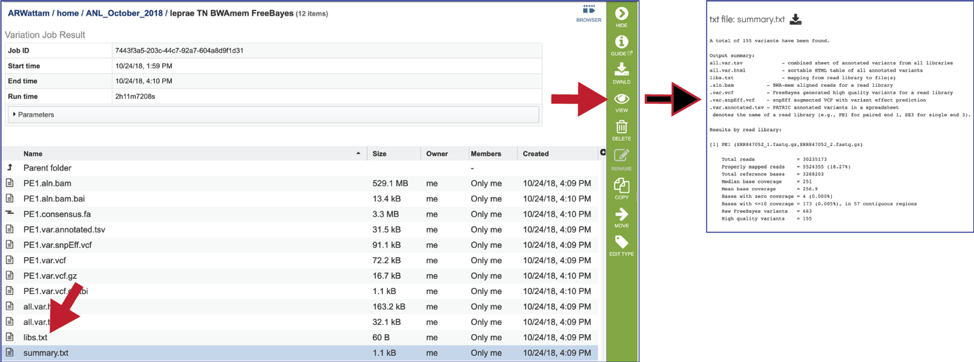 ARWattam / home / ANL_October_2018 / leprae TN BWAmem FreeBayes (12 items)
BROWSER
Variation Job Result
Job ID 7443f3a5-203c-44c7-92a7-604a8d9f1d31
Start time 10/24/18, 1:59 PM
End time 10/24/18, 4:10 PM
Run time 2h11m7208s
Parameters
Name Size Owner Members Created
Parent folder -
PE1.aln.bam 529.1 MB me Only me 10/24/18, 4:09 PM
PE1.aln.bam.bai 13.4 kB me Only me 10/24/18, 4:10 PM
PE1.consensus.fa 3.3 MB me Only me 10/24/18, 4:10 PM
PE1.var.annotated.tsv 31.5 kB me Only me 10/24/18, 4:09 PM
PE1.var.snpEff.vcf 91.1 kB me Only me 10/24/18, 4:09 PM
PE1.var.vcf 72.2 kB me Only me 10/24/18, 4:09 PM
PE1.var.vcf.gz 16.7 kB me Only me 10/24/18, 4:10 PM
PE1.var.vcf. tbi 1.1 kB me Only me 10/24/18, 4:10 PM
all.var.h 163.2 kB me Only me 10/24/18, 4:09 PM
all.var.t 32.1 kB me Only me 10/24/18, 4:09 PM
libs.txt 60 B me Only me 10/24/18, 4:09 PM
summary.txt 1.1 kB me Only me 10/24/18, 4:09 PM
HIDE
GUIDE
DWNLD
VIEW
DELETE
RENAME
COPY
MOVE
EDIT TYPE
txt file: summary.txt
A total of 155 variants have been found.
Output summary:
all.var.tsv - combined sheet of annotated variants from all libraries
all.var.html - sortable HTML table of all annotated variants
libs.txt - mapping from read library to file(s)
.aln.bam - BWA-mem aligned reads for a library
.var.vcf - FreeBayes generated high quality variants for a library
.var.snpEff.vcf - snpEff augmented VCF with variant effect prediction
.var.annotated.tsv - PATRIC annotated variants in a spreadsheet
denotes the name of a read library (e.g., PE1 for paired end 1, SE3 for single end 3).
Results by read library:
[1] PE1 (SRR847052_1.fastq.gz,SRR847052_2.fastq.gz)
Total reads = 30235173
Properly mapped reads = 5524355 (18.27%)
Total reference bases = 3268203
Median base coverage = 251
Mean base coverage = 256.9
Bases with zero coverage = 4 (0.000%)
Bases with <=10 coverage = 173 (0.005%), in 57 contiguous regions
Raw FreeBayes variants = 663
High quality variants = 155